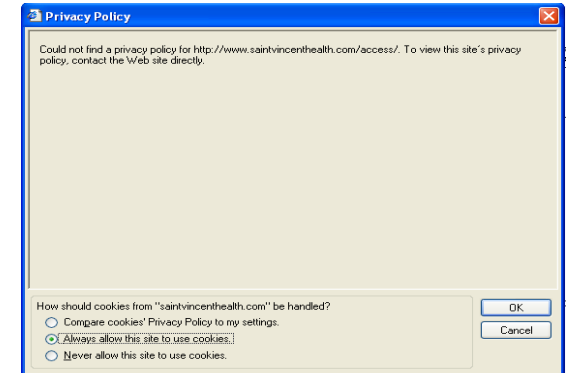 Privacy Policy
Could not find a privacy policy for http://www.saintvincenthealth.com/access/. To view this site's privacy
policy, contact the Web site directly.
How should cookies from "saintvincenthealth.com" be handled?
Compare cookies' Privacy Policy to my settings.
Always allow this site to use cookies.
Never allow this site to use cookies.
OK
Cancel